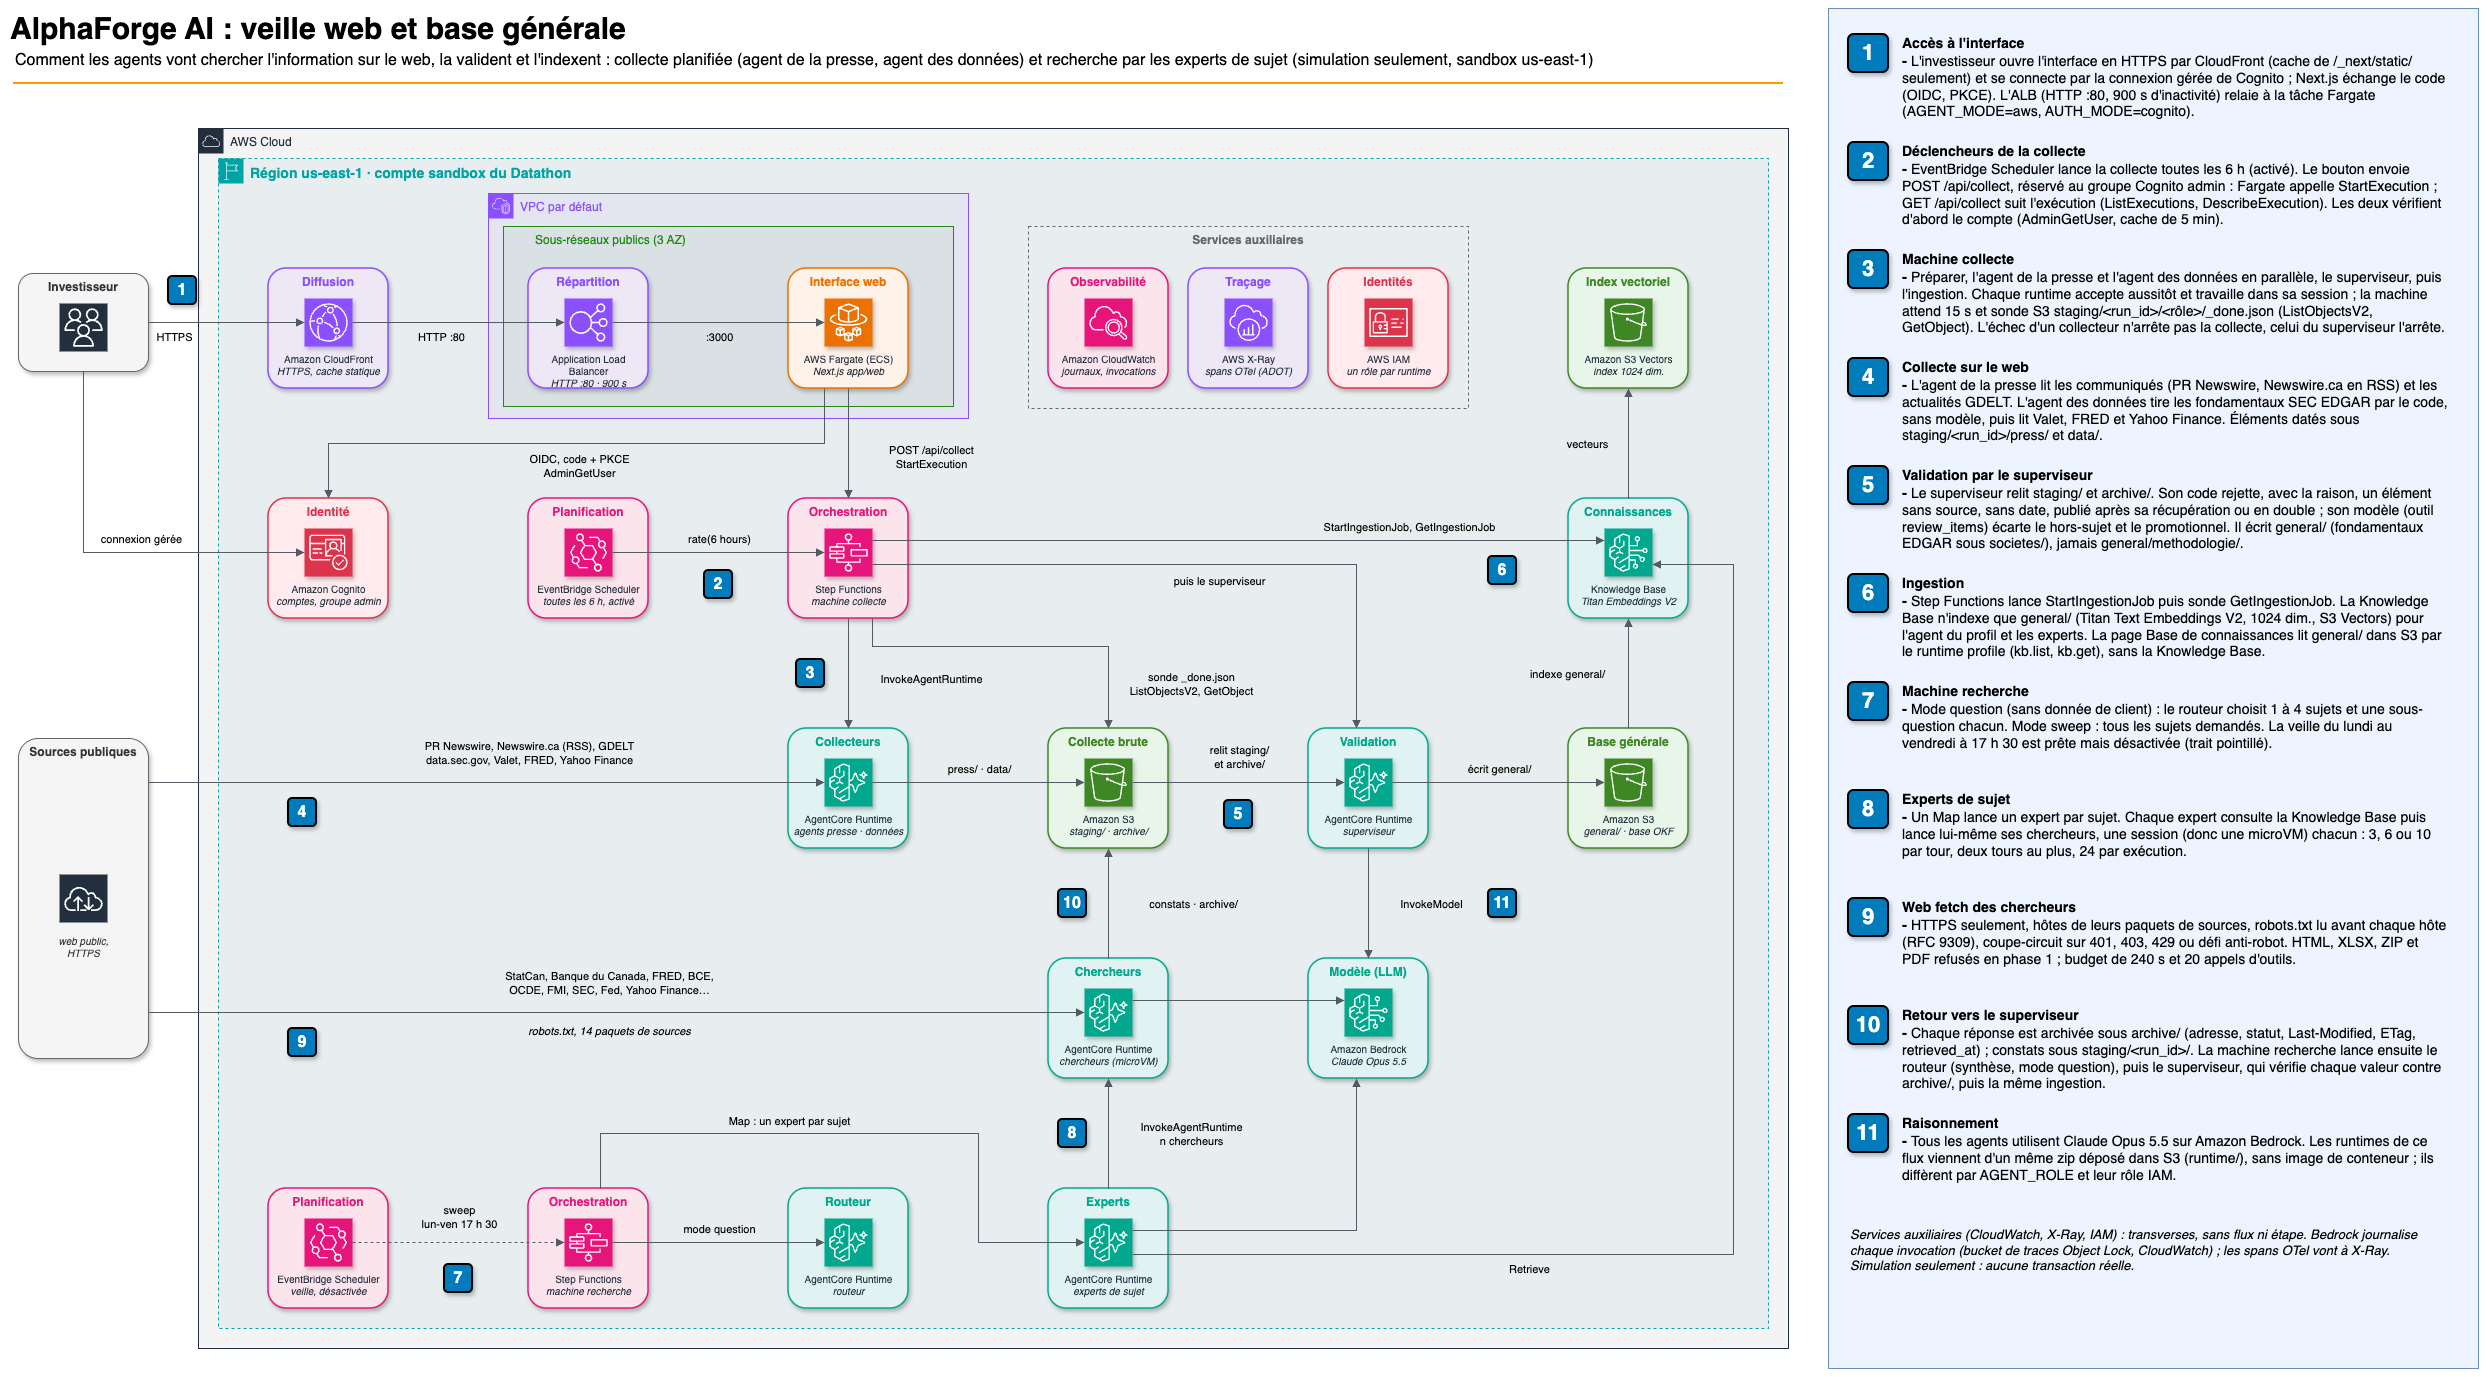 AlphaForge AI : veille web et base générale
Comment les agents vont chercher l'information sur le web, la valident et l'indexent : collecte planifiée (agent de la presse, agent des données) et recherche par les experts de sujet (simulation seulement, sandbox us-east-1)
AWS Cloud
Région us-east-1 · compte sandbox du Datathon
VPC par défaut
Sous-réseaux publics (3 AZ)
Services auxiliaires
Investisseur
1
HTTPS
Diffusion
Amazon CloudFront
HTTPS, cache statique
HTTP :80
Répartition
Application Load
Balancer
HTTP :80 · 900 s
:3000
Interface web
AWS Fargate (ECS)
Next.js app/web
Observabilité
Amazon CloudWatch
journaux, invocations
Traçage
AWS X-Ray
spans OTel (ADOT)
Identités
AWS IAM
un rôle par runtime
Index vectoriel
Amazon S3 Vectors
index 1024 dim.
OIDC, code + PKCE
AdminGetUser
POST /api/collect
StartExecution
vecteurs
connexion gérée
Identité
Amazon Cognito
comptes, groupe admin
Planification
EventBridge Scheduler
toutes les 6 h, activé
rate(6 hours)
2
Orchestration
Step Functions
machine collecte
StartIngestionJob, GetIngestionJob
puis le superviseur
6
Connaissances
Knowledge Base
Titan Embeddings V2
3
InvokeAgentRuntime
sonde _done.json
ListObjectsV2, GetObject
indexe general/
Sources publiques
web public,
HTTPS
PR Newswire, Newswire.ca (RSS), GDELT
data.sec.gov, Valet, FRED, Yahoo Finance
4
Collecteurs
AgentCore Runtime
agents presse · données
press/ · data/
Collecte brute
Amazon S3
staging/ · archive/
relit staging/
et archive/
5
Validation
AgentCore Runtime
superviseur
écrit general/
Base générale
Amazon S3
general/ · base OKF
10
constats · archive/
InvokeModel
11
StatCan, Banque du Canada, FRED, BCE,
OCDE, FMI, SEC, Fed, Yahoo Finance…
robots.txt, 14 paquets de sources
9
Chercheurs
AgentCore Runtime
chercheurs (microVM)
Modèle (LLM)
Amazon Bedrock
Claude Opus 5.5
Map : un expert par sujet
8
InvokeAgentRuntime
n chercheurs
Planification
EventBridge Scheduler
veille, désactivée
sweep
lun-ven 17 h 30
7
Orchestration
Step Functions
machine recherche
mode question
Routeur
AgentCore Runtime
routeur
Experts
AgentCore Runtime
experts de sujet
Retrieve
1
Accès à l'interface
- L'investisseur ouvre l'interface en HTTPS par CloudFront (cache de /_next/static/
seulement) et se connecte par la connexion gérée de Cognito ; Next.js échange le code
(OIDC, PKCE). L'ALB (HTTP :80, 900 s d'inactivité) relaie à la tâche Fargate
(AGENT_MODE=aws, AUTH_MODE=cognito).
2
Déclencheurs de la collecte
- EventBridge Scheduler lance la collecte toutes les 6 h (activé). Le bouton envoie
POST /api/collect, réservé au groupe Cognito admin : Fargate appelle StartExecution ;
GET /api/collect suit l'exécution (ListExecutions, DescribeExecution). Les deux vérifient
d'abord le compte (AdminGetUser, cache de 5 min).
3
Machine collecte
- Préparer, l'agent de la presse et l'agent des données en parallèle, le superviseur, puis
l'ingestion. Chaque runtime accepte aussitôt et travaille dans sa session ; la machine
attend 15 s et sonde S3 staging/<run_id>/<rôle>/_done.json (ListObjectsV2,
GetObject). L'échec d'un collecteur n'arrête pas la collecte, celui du superviseur l'arrête.
4
Collecte sur le web
- L'agent de la presse lit les communiqués (PR Newswire, Newswire.ca en RSS) et les
actualités GDELT. L'agent des données tire les fondamentaux SEC EDGAR par le code,
sans modèle, puis lit Valet, FRED et Yahoo Finance. Éléments datés sous
staging/<run_id>/press/ et data/.
5
Validation par le superviseur
- Le superviseur relit staging/ et archive/. Son code rejette, avec la raison, un élément
sans source, sans date, publié après sa récupération ou en double ; son modèle (outil
review_items) écarte le hors-sujet et le promotionnel. Il écrit general/ (fondamentaux
EDGAR sous societes/), jamais general/methodologie/.
6
Ingestion
- Step Functions lance StartIngestionJob puis sonde GetIngestionJob. La Knowledge
Base n'indexe que general/ (Titan Text Embeddings V2, 1024 dim., S3 Vectors) pour
l'agent du profil et les experts. La page Base de connaissances lit general/ dans S3 par
le runtime profile (kb.list, kb.get), sans la Knowledge Base.
7
Machine recherche
- Mode question (sans donnée de client) : le routeur choisit 1 à 4 sujets et une sous-
question chacun. Mode sweep : tous les sujets demandés. La veille du lundi au
vendredi à 17 h 30 est prête mais désactivée (trait pointillé).
8
Experts de sujet
- Un Map lance un expert par sujet. Chaque expert consulte la Knowledge Base puis
lance lui-même ses chercheurs, une session (donc une microVM) chacun : 3, 6 ou 10
par tour, deux tours au plus, 24 par exécution.
9
Web fetch des chercheurs
- HTTPS seulement, hôtes de leurs paquets de sources, robots.txt lu avant chaque hôte
(RFC 9309), coupe-circuit sur 401, 403, 429 ou défi anti-robot. HTML, XLSX, ZIP et
PDF refusés en phase 1 ; budget de 240 s et 20 appels d'outils.
10
Retour vers le superviseur
- Chaque réponse est archivée sous archive/ (adresse, statut, Last-Modified, ETag,
retrieved_at) ; constats sous staging/<run_id>/. La machine recherche lance ensuite le
routeur (synthèse, mode question), puis le superviseur, qui vérifie chaque valeur contre
archive/, puis la même ingestion.
11
Raisonnement
- Tous les agents utilisent Claude Opus 5.5 sur Amazon Bedrock. Les runtimes de ce
flux viennent d'un même zip déposé dans S3 (runtime/), sans image de conteneur ; ils
diffèrent par AGENT_ROLE et leur rôle IAM.
Services auxiliaires (CloudWatch, X-Ray, IAM) : transverses, sans flux ni étape. Bedrock journalise
chaque invocation (bucket de traces Object Lock, CloudWatch) ; les spans OTel vont à X-Ray.
Simulation seulement : aucune transaction réelle.